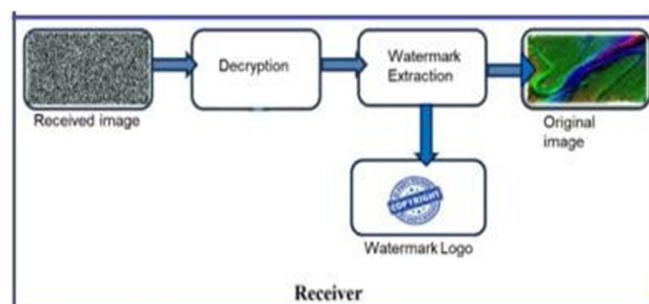 Received image
Decryption
Watermark
Extraction
Original
image
COPYRIGHT
Watermark Logo
Receiver